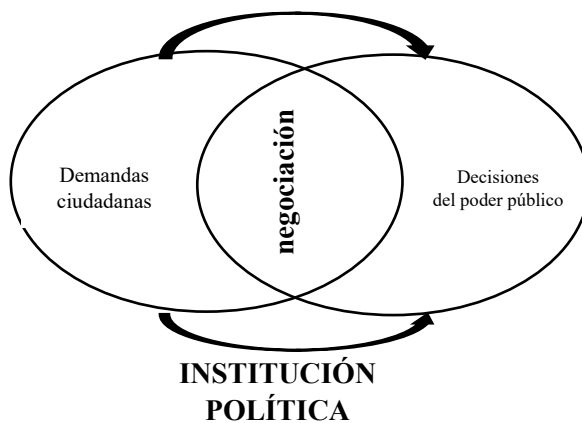 Demandas
ciudadanas
negociación
Decisiones
del poder público
INSTITUCIÓN
POLÍTICA